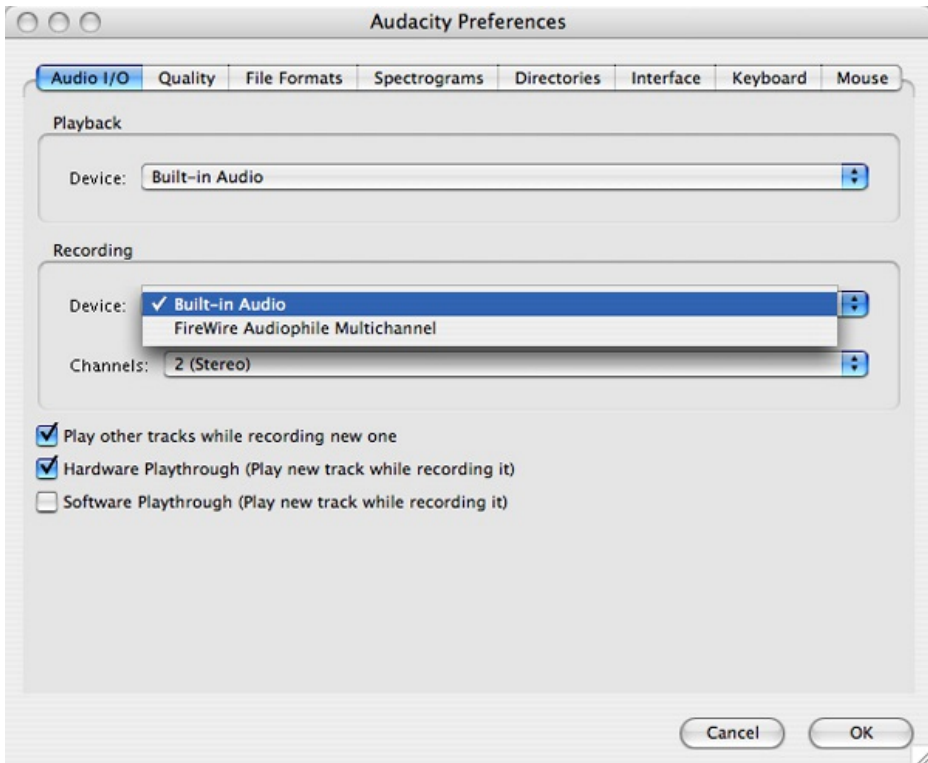 Audacity Preferences
Audio I/O Quality File Formats Spectrograms Directories Interface Keyboard Mouse
Playback
Device: Built-in Audio
Recording
Device: ✓ Built-in Audio
FireWire Audiophile Multichannel
Channels: 2 (Stereo)
Play other tracks while recording new one
Hardware Playthrough (Play new track while recording it)
Software Playthrough (Play new track while recording it)
Cancel OK